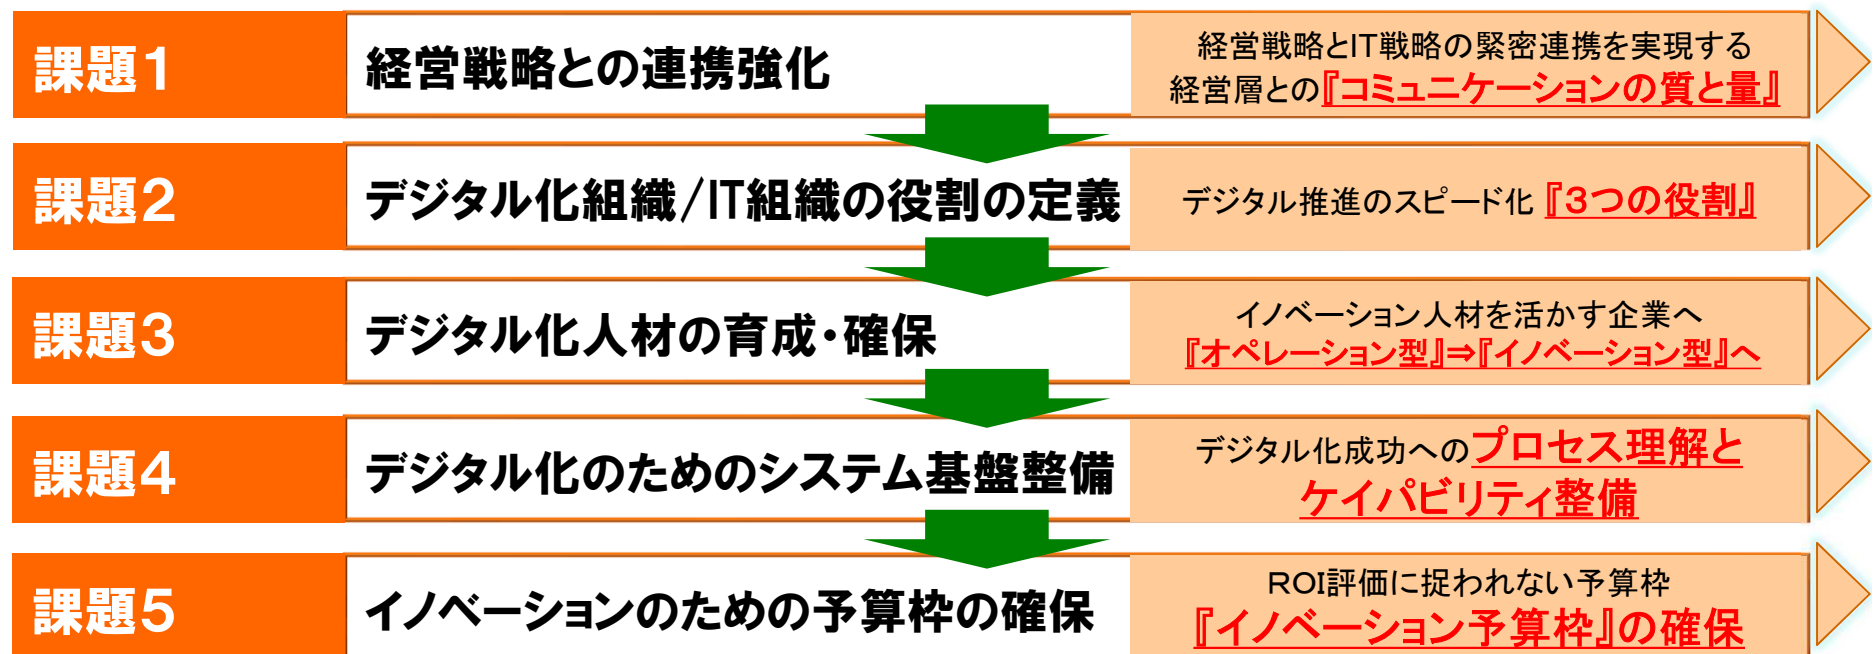 課題1
経営戦略との連携強化
経営戦略とIT戦略の緊密連携を実現する
経営層との『コミュニケーションの質と量』
課題2
デジタル化組織/IT組織の役割の定義
デジタル推進のスピード化『3つの役割』
課題3
デジタル化人材の育成・確保
イノベーション人材を活かす企業へ
『オペレーション型』⇒『イノベーション型』へ
課題4
デジタル化のためのシステム基盤整備
デジタル化成功へのプロセス理解と
ケイパビリティ整備
課題5
イノベーションのための予算枠の確保
ROI評価に捉われない予算枠
『イノベーション予算枠』の確保